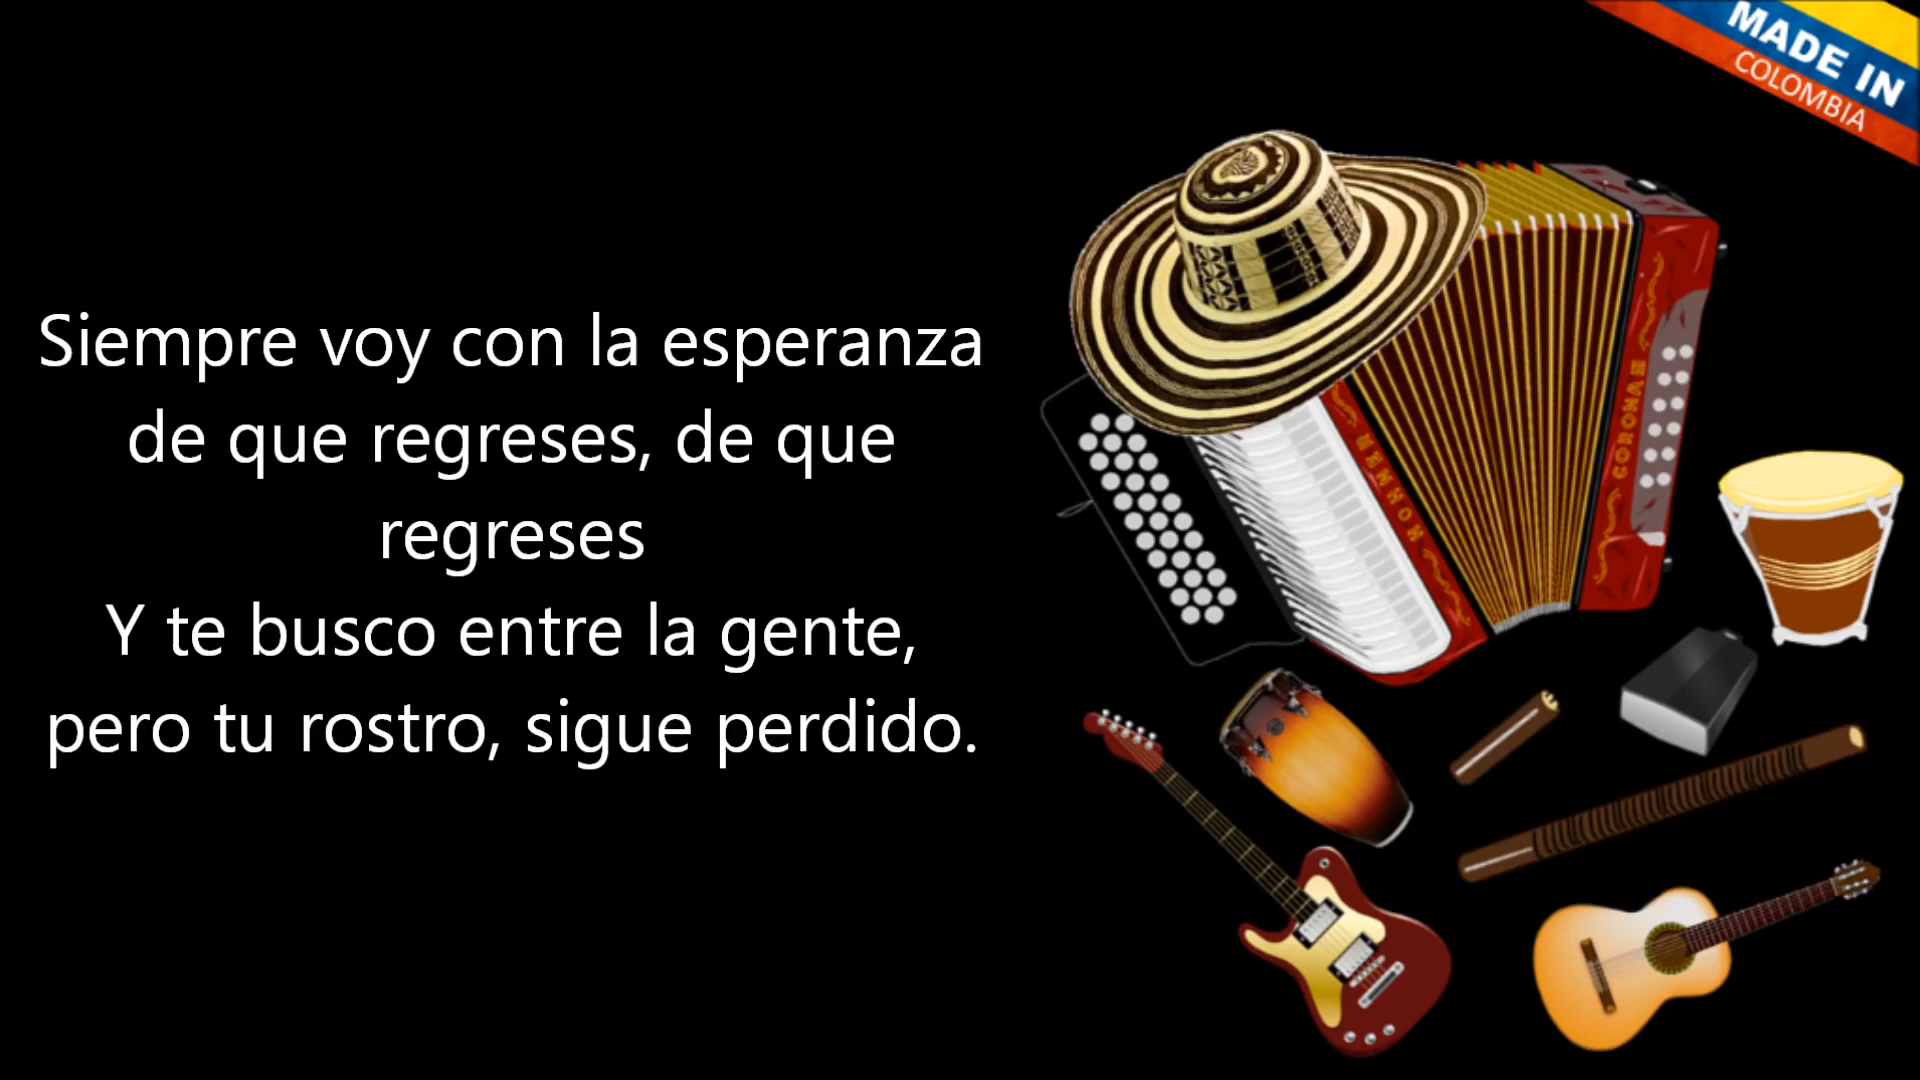 MADE IN
COLOMBIA
Siempre voy con la esperanza
de que regreses, de que
regreses
Y te busco entre la gente,
pero tu rostro, sigue perdido.
HOHNER
CORONA III